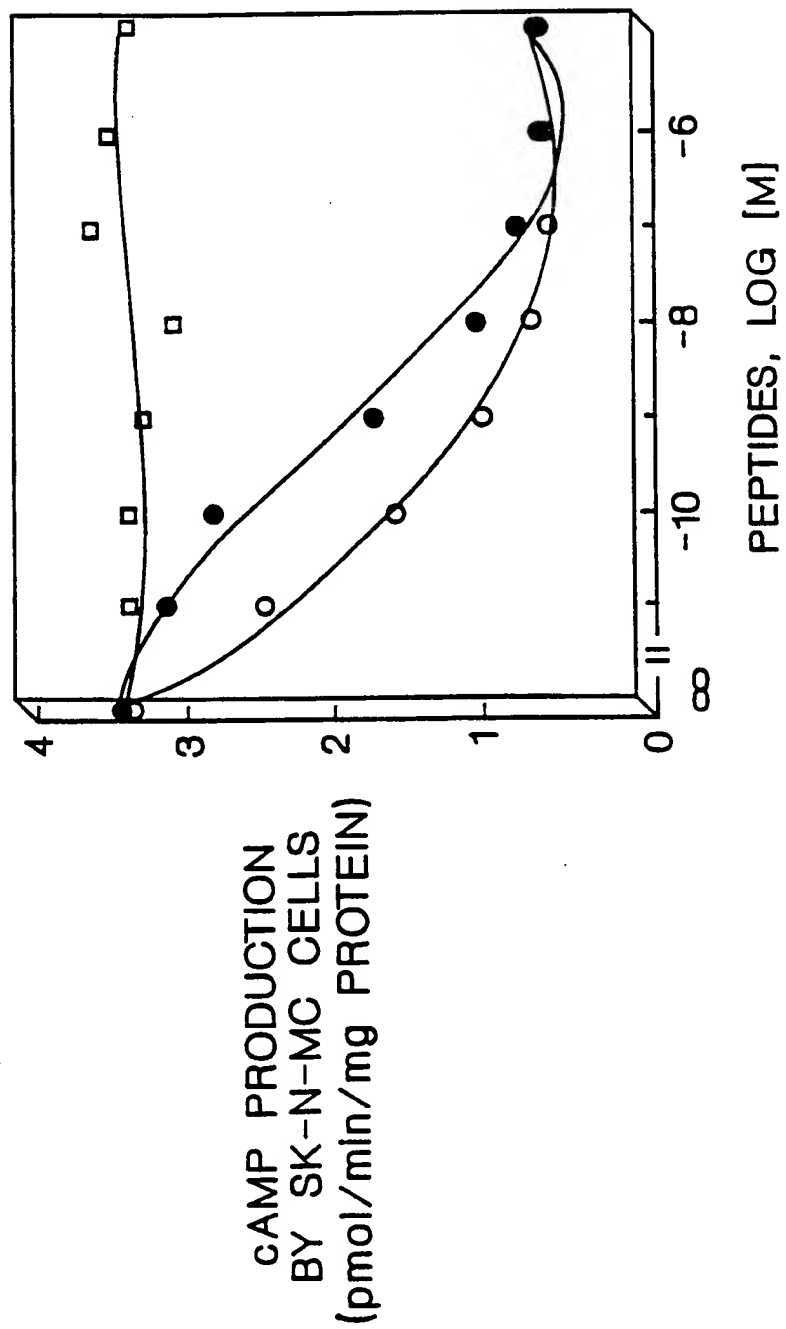 cAMP PRODUCTION
BY SK-N-MC CELLS
(pmol/min/mg PROTEIN)
4
3
2
1
0
∞
-10
-8
-6
PEPTIDES, LOG [M]